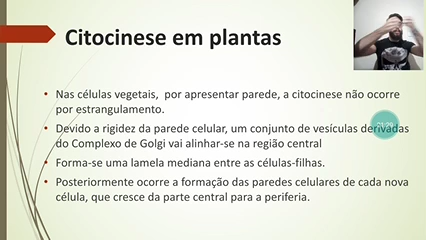 Citocinese em plantas
• Nas células vegetais, por apresentar parede, a citocinese não ocorre
por estrangulamento.
• Devido a rigidez da parede celular, um conjunto de vesículas derivadas
do Complexo de Golgi vai alinhar-se na região central
• Forma-se uma lamela mediana entre as células-filhas.
• Posteriormente ocorre a formação das paredes celulares de cada nova
célula, que cresce da parte central para a periferia.